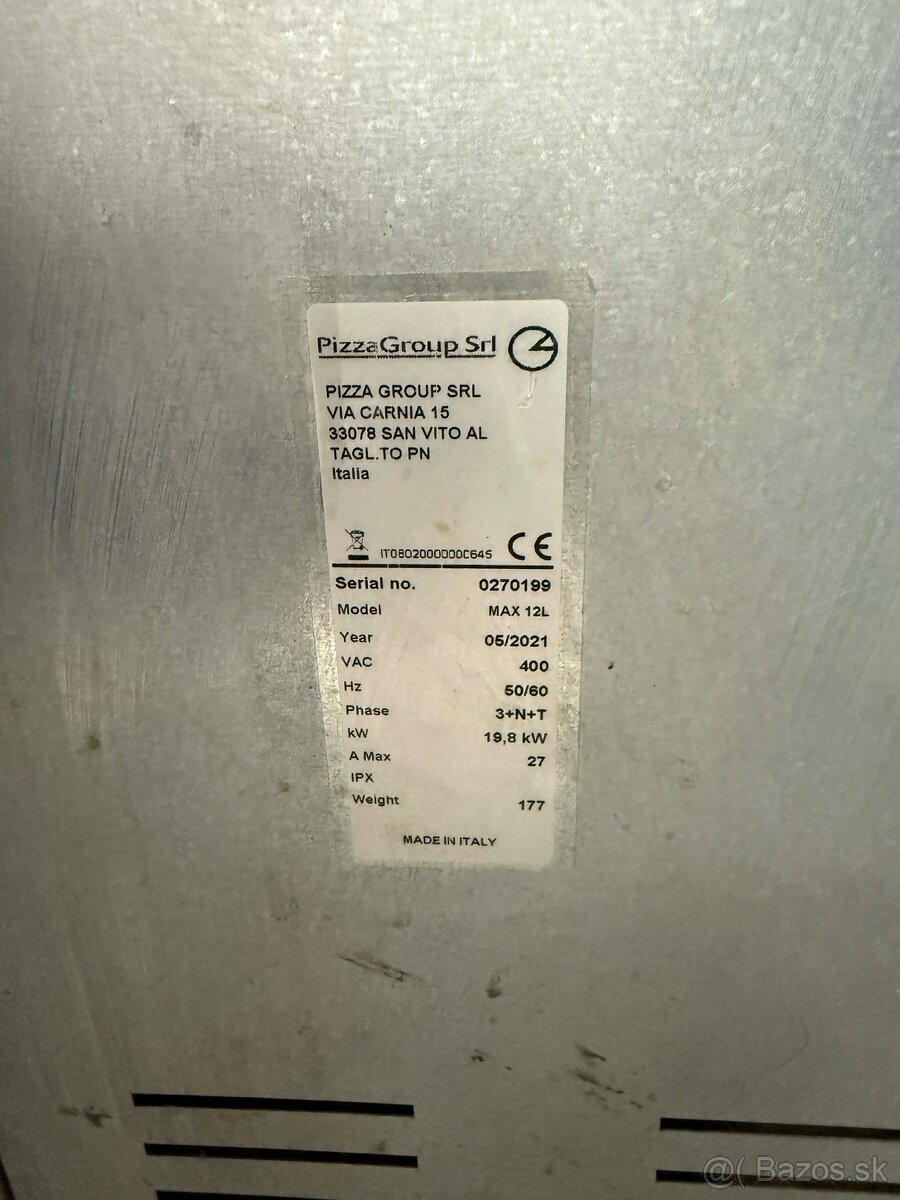 PizzaGroup Srl
PIZZA GROUP SRL
VIA CARNIA 15
33078 SAN VITO AL
TAGL.TO PN
Italia
IT08020000000C645 CE
Serial no. 0270199
Model MAX 12L
Year 05/2021
VAC 400
Hz 50/60
Phase 3+N+T
kW 19,8 kW
A Max 27
IPX
Weight 177
MADE IN ITALY
@( Bazos.sk